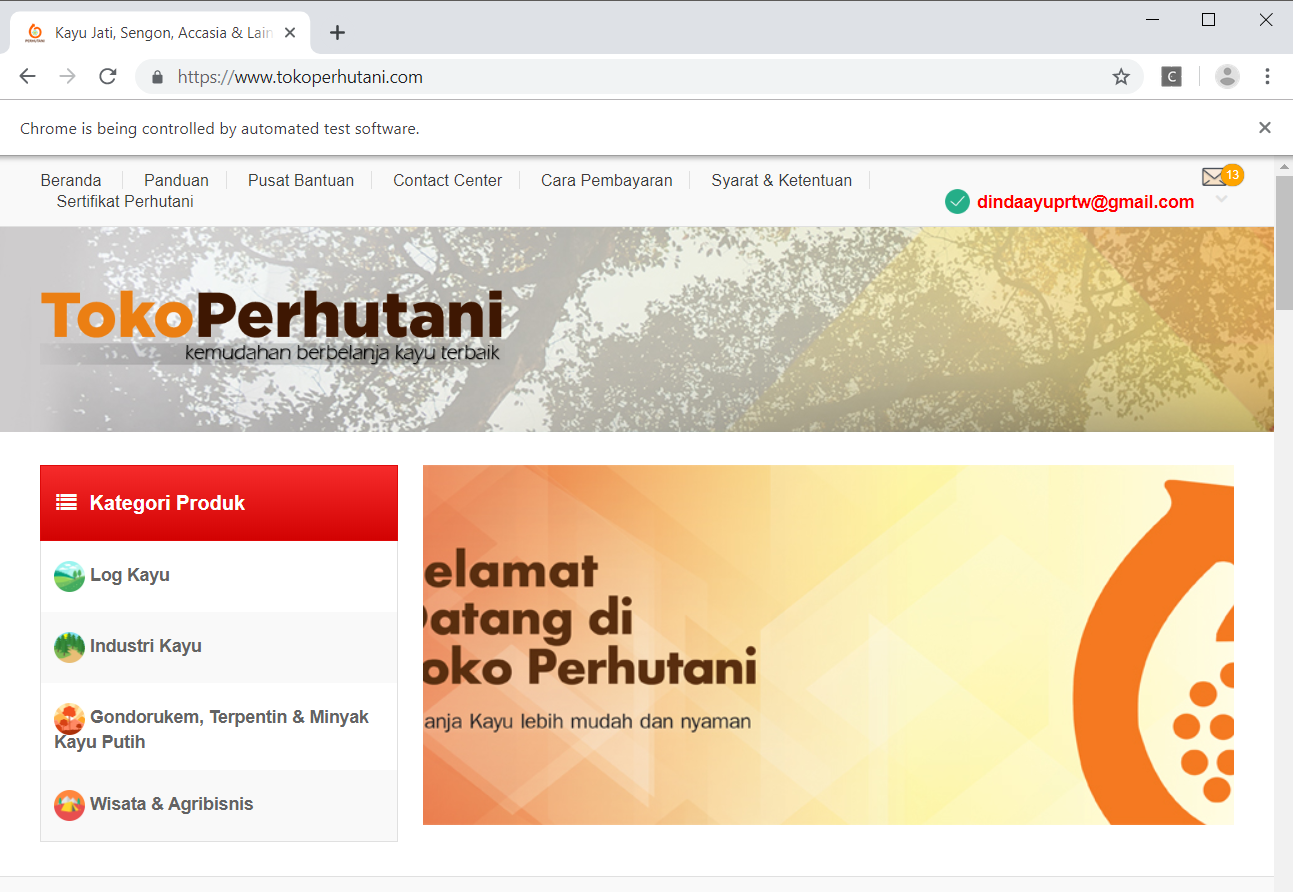 Kayu Jati, Sengon, Accasia & Lain
https://www.tokoperhutani.com
C
Chrome is being controlled by automated test software.
Beranda Panduan Pusat Bantuan Contact Center Cara Pembayaran Syarat & Ketentuan
13
Sertifikat Perhutani
dindaayuprtw@gmail.com
TokoPerhutani
kemudahan berbelanja kayu terbaik
Kategori Produk
Log Kayu
Industri Kayu
Gondorukem, Terpentin & Minyak
Kayu Putih
Wisata & Agribisnis
elamat
atang di
oko Perhutani
anja Kayu lebih mudah dan nyaman